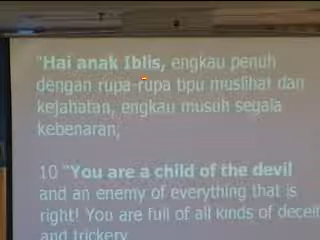 "Hai anak Iblis, engkau penuh
dengan rupa-rupa tipu muslihat dan
kejahatan, engkau musuh segala
kebenaran,
10 "You are a child of the devil
and an enemy of everything that is
right! You are full of all kinds of deceit
and trickery